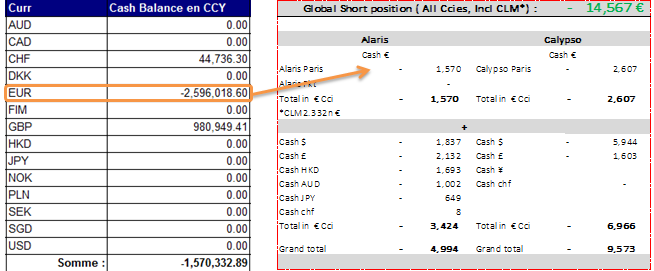 Curr Cash Balance en CCY
AUD 0.00
CAD 0.00
CHF 44,736.30
DKK 0.00
EUR -2,596,018.60
FIM 0.00
GBP 980,949.41
HKD 0.00
JPY 0.00
NOK 0.00
PLN 0.00
SEK 0.00
SGD 0.00
USD 0.00
Somme : -1,570,332.89
Global Short position ( All Ccies, Incl CLM*) : - 14,567 €
Alaris Calypso
Cash € Cash €
Alaris Paris - 1,570 Calypso Paris - 2,607
Alaris FKL -
Total in €Cci - 1,570 Total in €Cci - 2,607
*CLM2.332n€
+
Cash $ - 1,837 Cash $ - 5,944
Cash £ - 2,132 Cash £ - 1,603
Cash HKD - 1,693 Cash ¥
Cash AUD - 1,002 Cash chf -
Cash JPY - 649
Cash chf 8
Total in €Cci - 3,424 Total in €Cci - 6,966
Grand total - 4,994 Grand total - 9,573